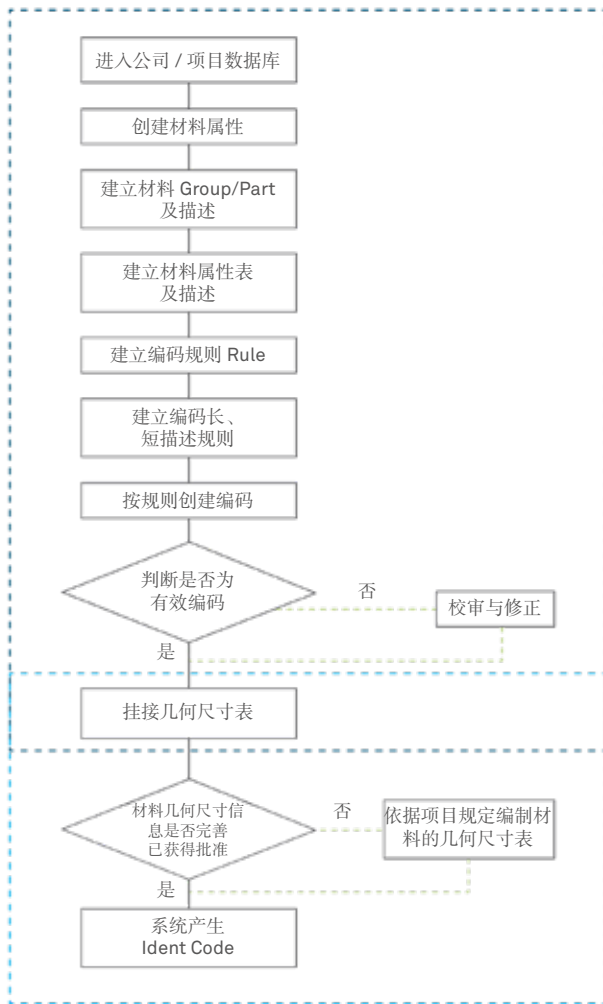 进入公司 / 项目数据库
创建材料属性
建立材料 Group/Part
及描述
建立材料属性表
及描述
建立编码规则 Rule
建立编码长、
短描述规则
按规则创建编码
判断是否为
有效编码
否
校审与修正
是
挂接几何尺寸表
材料几何尺寸信
息是否完善
已获得批准
否
依据项目规定编制材
料的几何尺寸表
是
系统产生
Ident Code